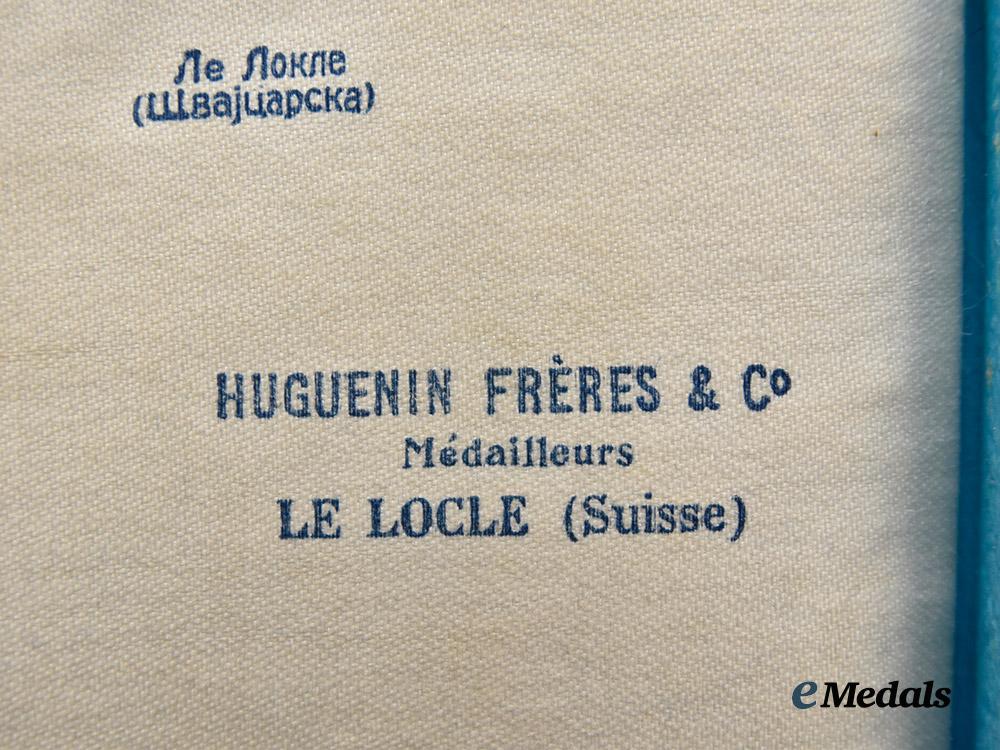 Ле Локле
(Швајцарска)
HUGUENIN FRÈRES & Cº
Médailleurs
LE LOCLE (Suisse)
eMedals